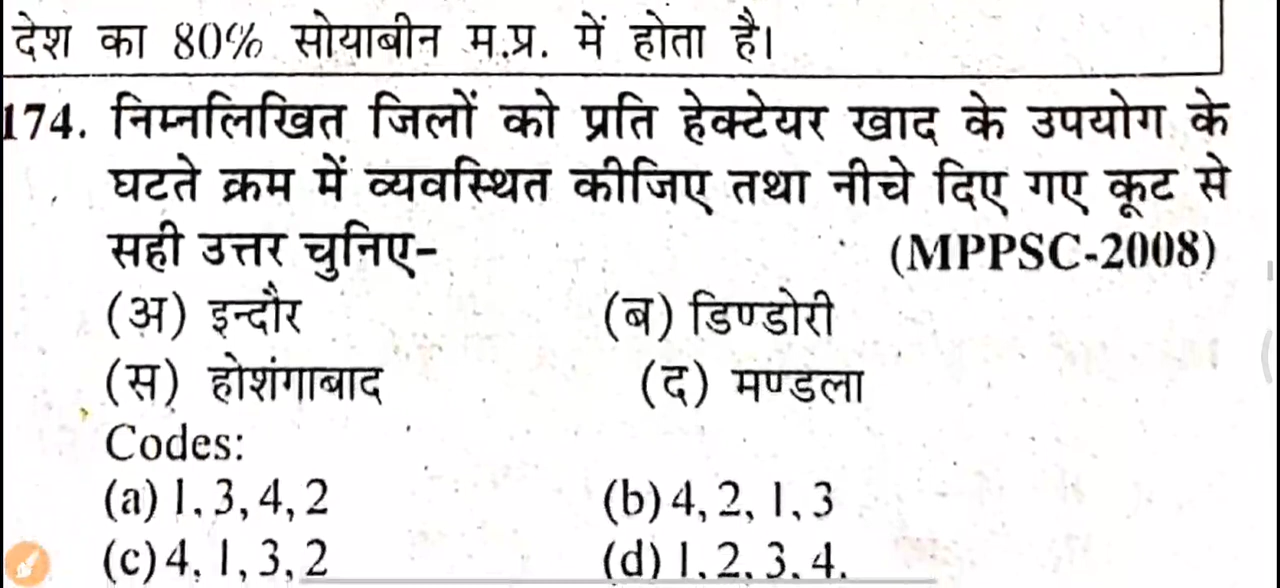 देश का 80% सोयाबीन म.प्र. में होता है।
174. निम्नलिखित जिलों को प्रति हेक्टेयर खाद के उपयोग के
घटते क्रम में व्यवस्थित कीजिए तथा नीचे दिए गए कूट से
सही उत्तर चुनिए- (MPPSC-2008)
(अ) इन्दौर (ब) डिण्डोरी
(स) होशंगाबाद (द) मण्डला
Codes:
(a) 1, 3, 4, 2 (b) 4, 2, 1, 3
(c) 4, 1, 3, 2 (d) 1, 2, 3, 4.